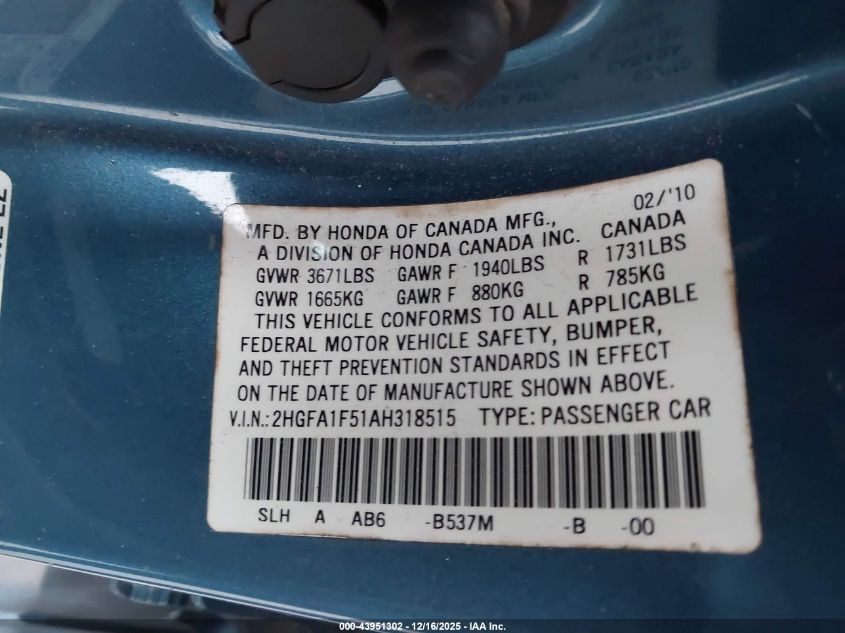 02/'10
MFD. BY HONDA OF CANADA MFG., CANADA
A DIVISION OF HONDA CANADA INC.
GVWR 3671LBS GAWR F 1940LBS R 1731LBS
GVWR 1665KG GAWR F 880KG R 785KG
THIS VEHICLE CONFORMS TO ALL APPLICABLE
FEDERAL MOTOR VEHICLE SAFETY, BUMPER,
AND THEFT PREVENTION STANDARDS IN EFFECT
ON THE DATE OF MANUFACTURE SHOWN ABOVE.
V.I.N.: 2HGFA1F51AH318515 TYPE: PASSENGER CAR
SLH A AB6 -B537M -B -00
000-43951302 - 12/16/2025 - IAA Inc.